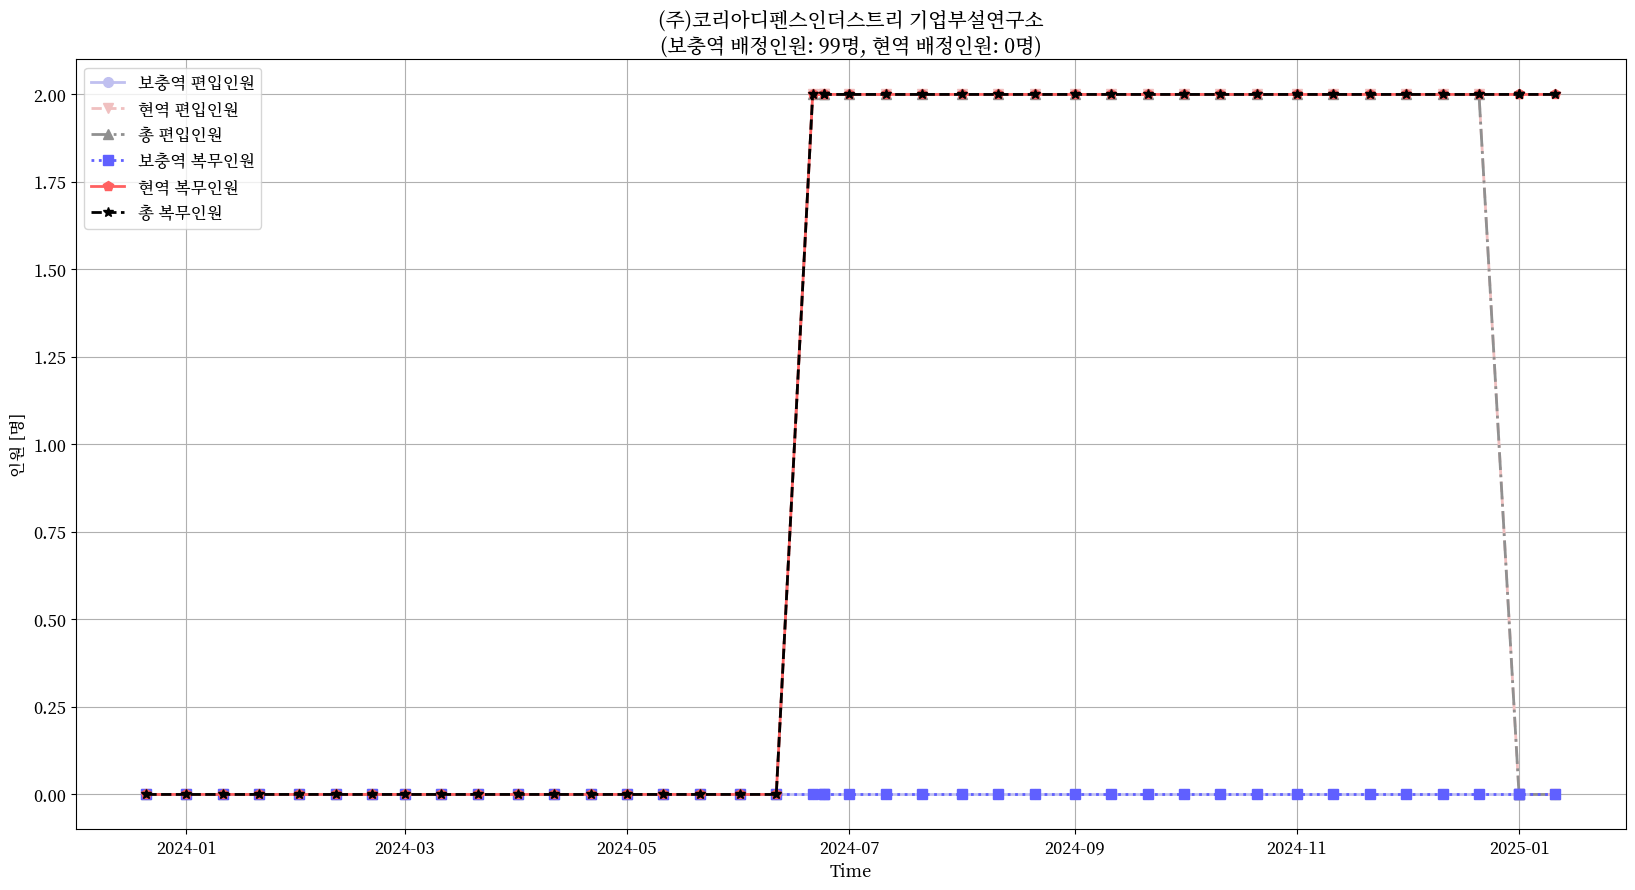 (주)코리아디펜스인더스트리 기업부설연구소
(보충역 배정인원: 99명, 현역 배정인원: 0명)
보충역 편입인원
현역 편입인원
총 편입인원
보충역 복무인원
현역 복무인원
총 복무인원
2.00
1.75
1.50
1.25
1.00
0.75
0.50
0.25
0.00
인원 [명]
2024-01
2024-03
2024-05
2024-07
2024-09
2024-11
2025-01
Time